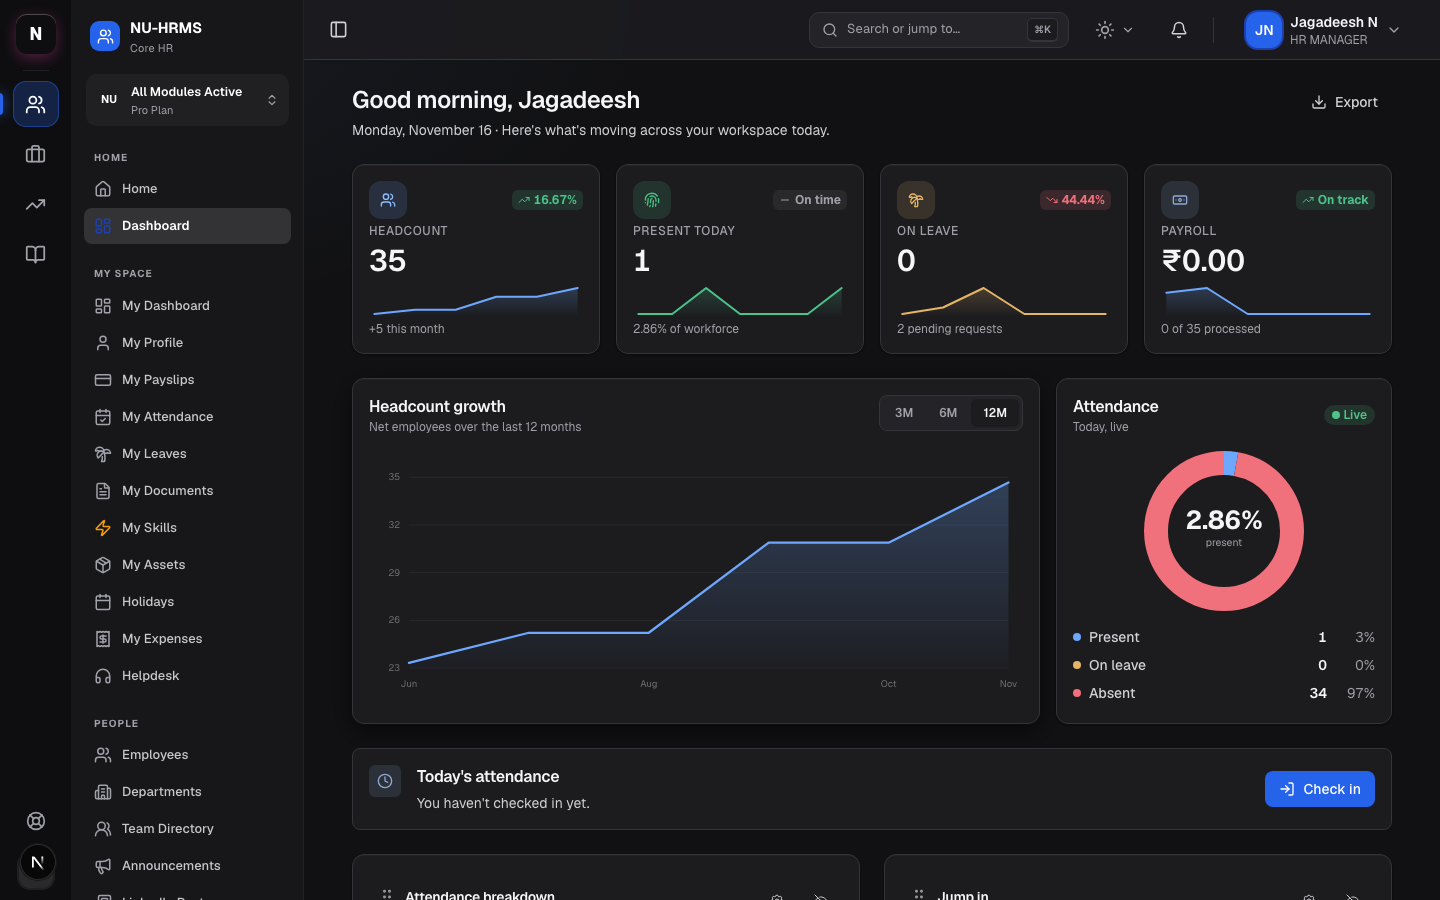 N
NU-HRMS
Core HR
NU
All Modules Active
Pro Plan
HOME
Home
Dashboard
MY SPACE
My Dashboard
My Profile
My Payslips
My Attendance
My Leaves
My Documents
My Skills
My Assets
Holidays
My Expenses
Helpdesk
PEOPLE
Employees
Departments
Team Directory
Announcements
N
Search or jump to...
⌘K
JN
Jagadeesh N
HR MANAGER
Good morning, Jagadeesh
Monday, November 16 · Here's what's moving across your workspace today.
Export
16.67%
HEADCOUNT
35
+5 this month
On time
PRESENT TODAY
1
2.86% of workforce
44.44%
ON LEAVE
0
2 pending requests
On track
PAYROLL
₹0.00
0 of 35 processed
Headcount growth
Net employees over the last 12 months
3M 6M 12M
35
32
29
26
23
Jun Aug Oct Nov
Attendance
Today, live
Live
2.86%
present
Present 1 3%
On leave 0 0%
Absent 34 97%
Today's attendance
You haven't checked in yet.
Check in
Attendance breakdown
Jump in